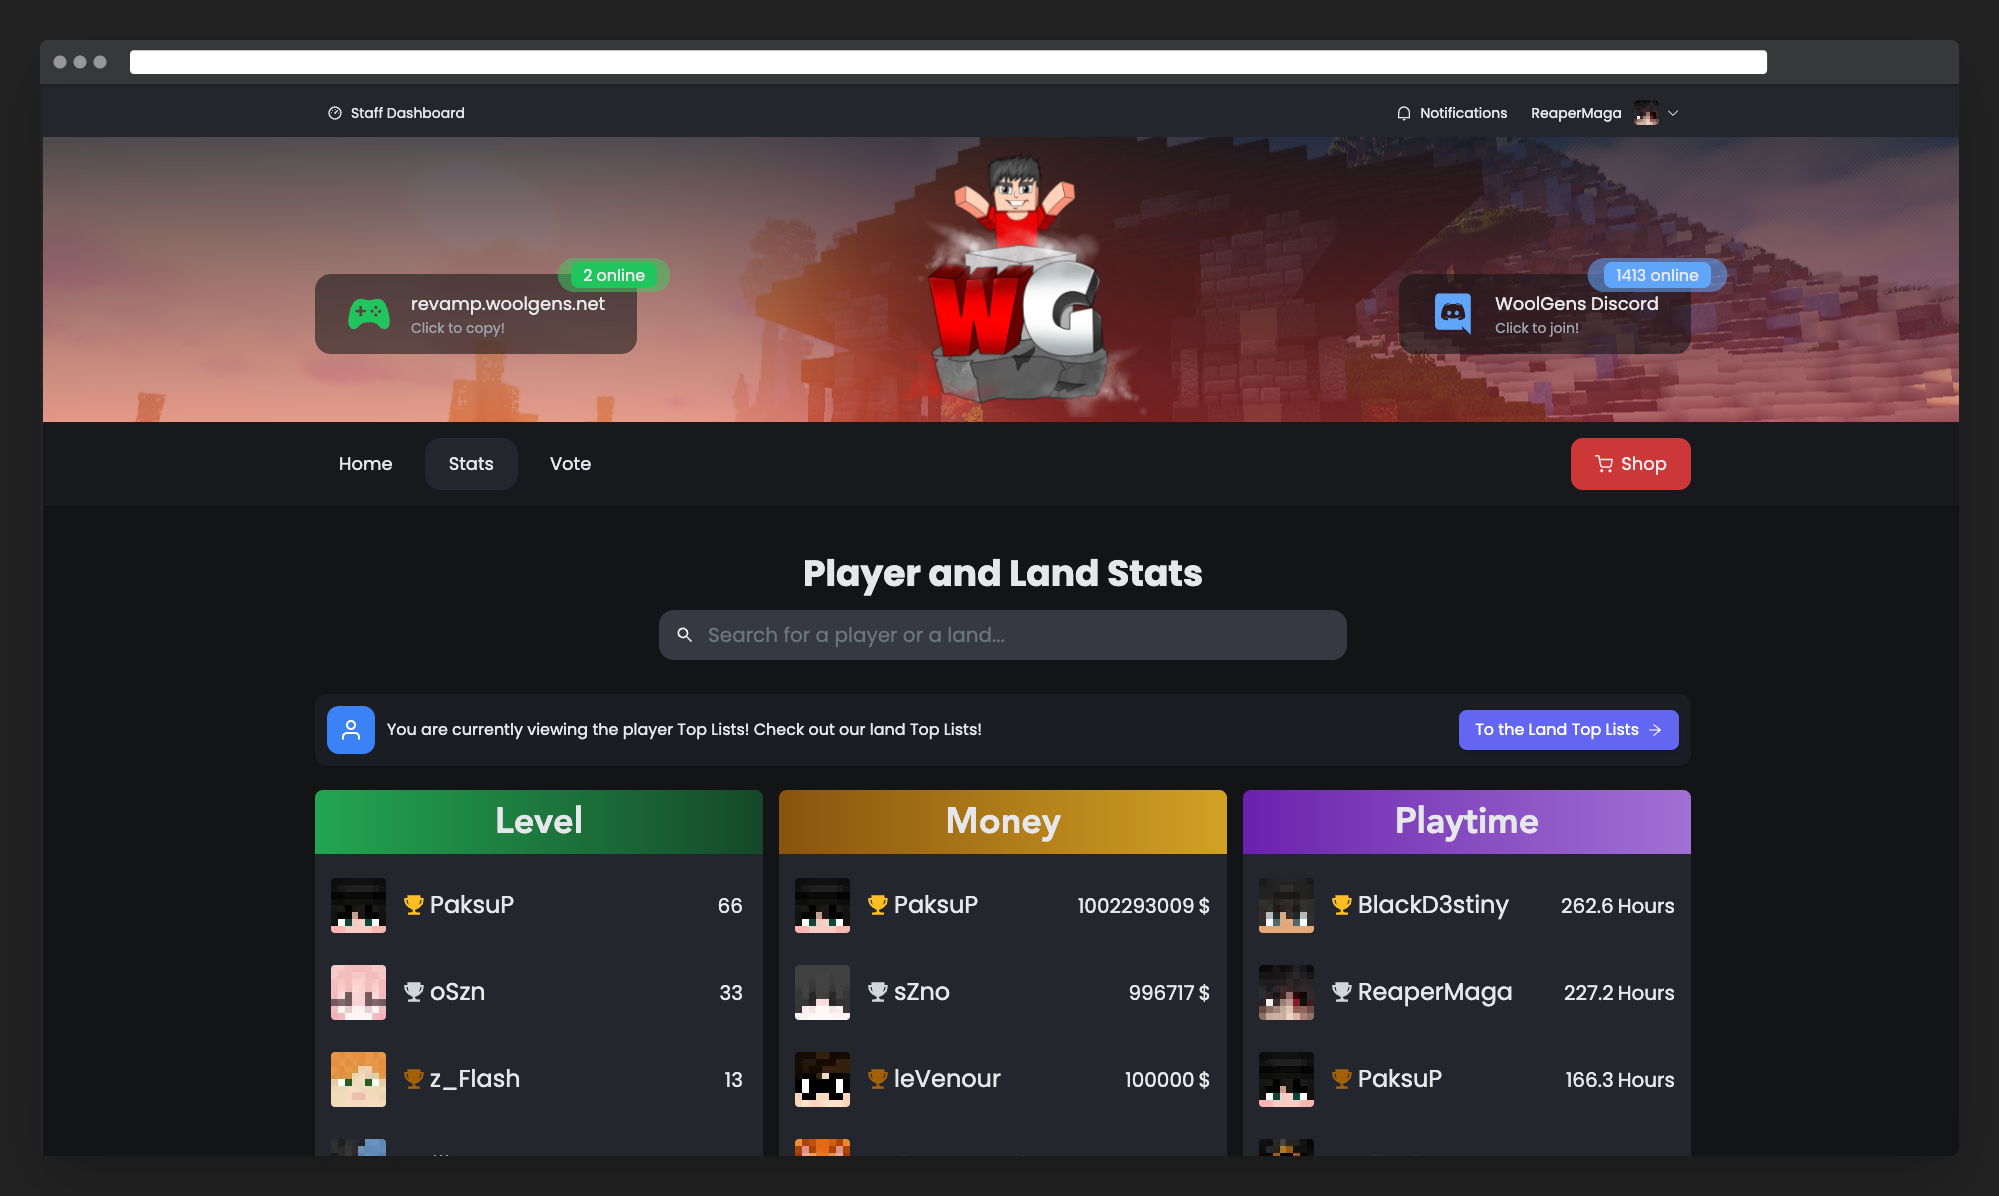 Staff Dashboard
Notifications
ReaperMaga
2 online
revamp.woolgens.net
Click to copy!
WG
1413 online
WoolGens Discord
Click to join!
Home
Stats
Vote
Shop
Player and Land Stats
Search for a player or a land...
You are currently viewing the player Top Lists! Check out our land Top Lists!
To the Land Top Lists
Level
PaksuP 66
oSzn 33
z_Flash 13
Money
PaksuP 1002293009 $
sZno 996717 $
leVenour 100000 $
Playtime
BlackD3stiny 262.6 Hours
ReaperMaga 227.2 Hours
PaksuP 166.3 Hours